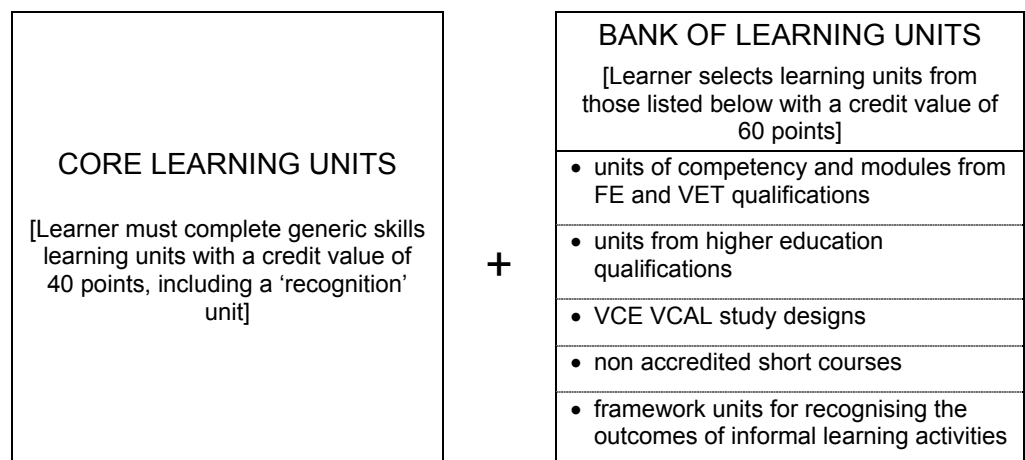 CORE LEARNING UNITS
[Learner must complete generic skills
learning units with a credit value of
40 points, including a ‘recognition’
unit]
+
BANK OF LEARNING UNITS
[Learner selects learning units from
those listed below with a credit value of
60 points]
• units of competency and modules from
FE and VET qualifications
• units from higher education
qualifications
• VCE VCAL study designs
• non accredited short courses
• framework units for recognising the
outcomes of informal learning activities